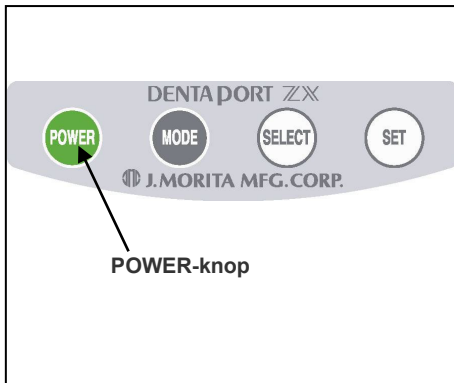 DENTAPORT ZX
POWER MODE SELECT SET
J.MORITA MFG.CORP.
POWER-knop